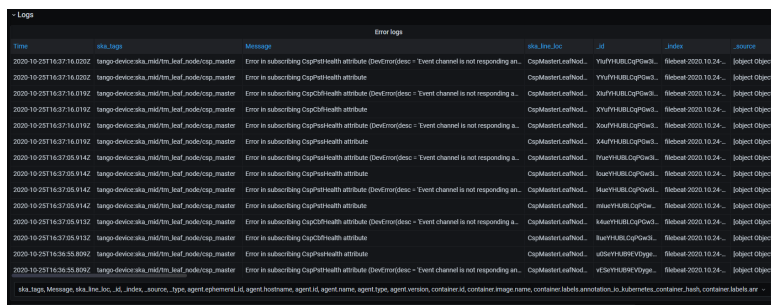 Logs
Error logs
Time ska_tags Message ska_line_loc _id _index _source
2020-10-25T16:37:16.020Z tango-device:ska_mid/tm_leaf_node/csp_master Error in subscribing CspPstHealth attribute (DevError(desc = 'Event channel is not responding an... CspMasterLeafNod... filebeat-2020.10.24-... [object Object
2020-10-25T16:37:16.020Z tango-device:ska_mid/tm_leaf_node/csp_master Error in subscribing CspPstHealth attribute CspMasterLeafNod... filebeat-2020.10.24-... [object Object
2020-10-25T16:37:16.019Z tango-device:ska_mid/tm_leaf_node/csp_master Error in subscribing CspCbfHealth attribute (DevError(desc = 'Event channel is not responding a... CspMasterLeafNod... filebeat-2020.10.24-... [object Object
2020-10-25T16:37:16.019Z tango-device:ska_mid/tm_leaf_node/csp_master Error in subscribing CspCbfHealth attribute CspMasterLeafNod... filebeat-2020.10.24-... [object Object
2020-10-25T16:37:16.019Z tango-device:ska_mid/tm_leaf_node/csp_master Error in subscribing CspPssHealth attribute (DevError(desc = 'Event channel is not responding a... CspMasterLeafNod... filebeat-2020.10.24-... [object Object
2020-10-25T16:37:16.019Z tango-device:ska_mid/tm_leaf_node/csp_master Error in subscribing CspPssHealth attribute CspMasterLeafNod... filebeat-2020.10.24-... [object Object
2020-10-25T16:37:05.914Z tango-device:ska_mid/tm_leaf_node/csp_master Error in subscribing CspPssHealth attribute (DevError(desc = 'Event channel is not responding a... CspMasterLeafNod... filebeat-2020.10.24-... [object Object
2020-10-25T16:37:05.914Z tango-device:ska_mid/tm_leaf_node/csp_master Error in subscribing CspPssHealth attribute CspMasterLeafNod... filebeat-2020.10.24-... [object Object
2020-10-25T16:37:05.914Z tango-device:ska_mid/tm_leaf_node/csp_master Error in subscribing CspPstHealth attribute (DevError(desc = 'Event channel is not responding an... CspMasterLeafNod... filebeat-2020.10.24-... [object Object
2020-10-25T16:37:05.914Z tango-device:ska_mid/tm_leaf_node/csp_master Error in subscribing CspPstHealth attribute CspMasterLeafNod... filebeat-2020.10.24-... [object Object
2020-10-25T16:37:05.913Z tango-device:ska_mid/tm_leaf_node/csp_master Error in subscribing CspCbfHealth attribute (DevError(desc = 'Event channel is not responding a... CspMasterLeafNod... filebeat-2020.10.24-... [object Object
2020-10-25T16:37:05.913Z tango-device:ska_mid/tm_leaf_node/csp_master Error in subscribing CspCbfHealth attribute CspMasterLeafNod... filebeat-2020.10.24-... [object Object
2020-10-25T16:36:55.809Z tango-device:ska_mid/tm_leaf_node/csp_master Error in subscribing CspPssHealth attribute CspMasterLeafNod... filebeat-2020.10.24-... [object Object
2020-10-25T16:36:55.809Z tango-device:ska_mid/tm_leaf_node/csp_master Error in subscribing CspPssHealth attribute (DevError(desc = 'Event channel is not responding a... CspMasterLeafNod... filebeat-2020.10.24-... [object Object
ska_tags, Message, ska_line_loc, _id, _index, _source, _type, agent.ephemeral_id, agent.hostname, agent.id, agent.name, agent.type, agent.version, container.id, container.image.name, container.labels.annotation_io_kubernetes_container_hash, container.labels.anr